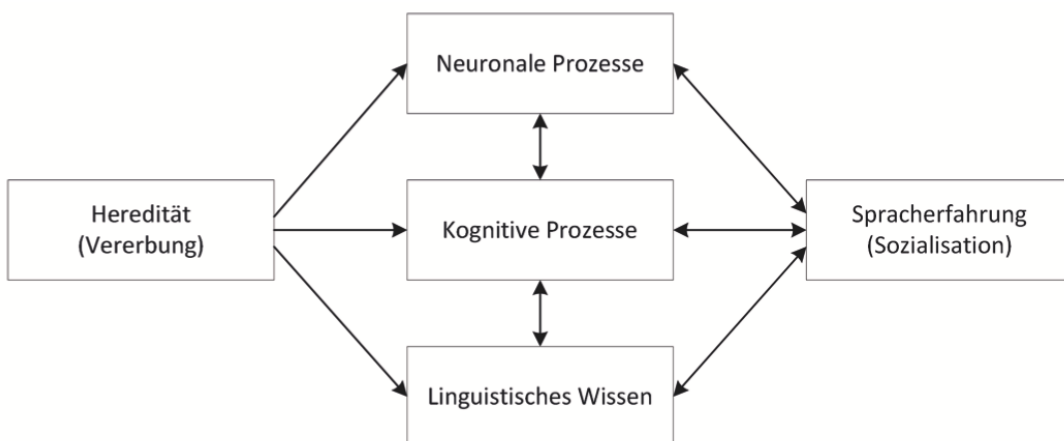 Neuronale Prozesse
Heredität
(Vererbung)
Kognitive Prozesse
Spracherfahrung
(Sozialisation)
Linguistisches Wissen